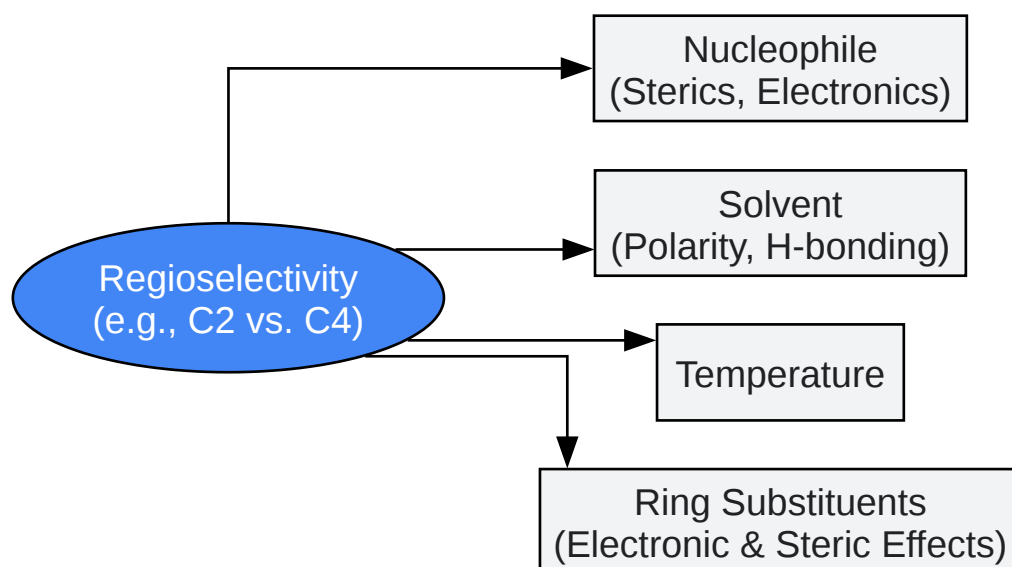 Nucleophile
(Sterics, Electronics)
Solvent
(Polarity, H-bonding)
Regioselectivity
(e.g., C2 vs. C4)
Temperature
Ring Substituents
(Electronic & Steric Effects)